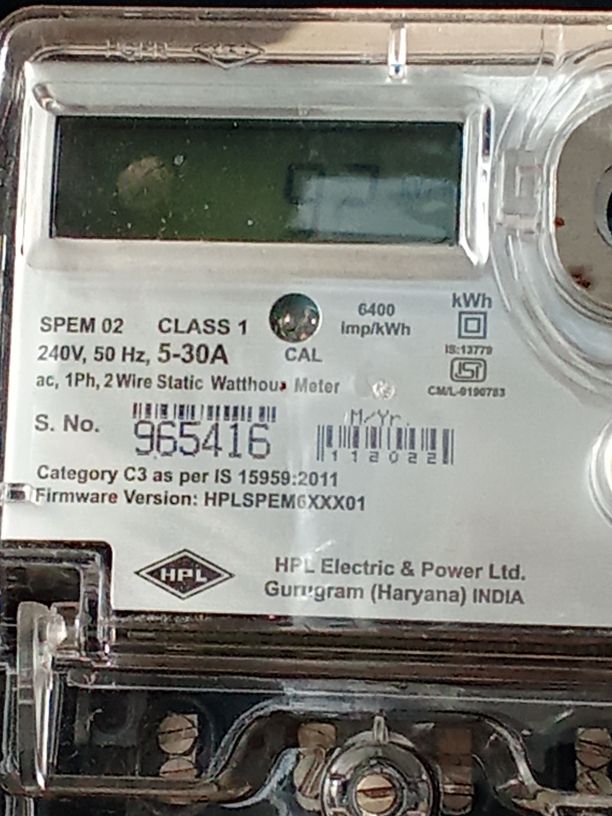 SPEM 02 CLASS 1
CAL
6400
imp/kWh
kWh
IS:13779
ISI
CM/L-9190783
240V, 50 Hz, 5-30A
ac, 1Ph, 2 Wire Static Watthour Meter
S. No. 965416
M/Yr.
112022
Category C3 as per IS 15959:2011
Firmware Version: HPLSPEM6XXX01
HPL
HPL Electric & Power Ltd.
Gurugram (Haryana) INDIA